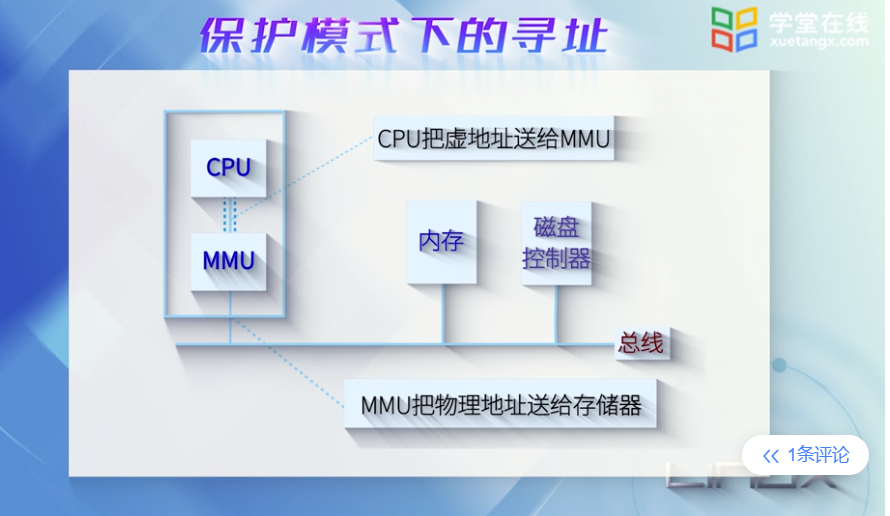 保护模式下的寻址
学堂在线
xuetangx.com
CPU把虚地址送给MMU
CPU
MMU
内存
磁盘
控制器
总线
MMU把物理地址送给存储器
1条评论
Linux